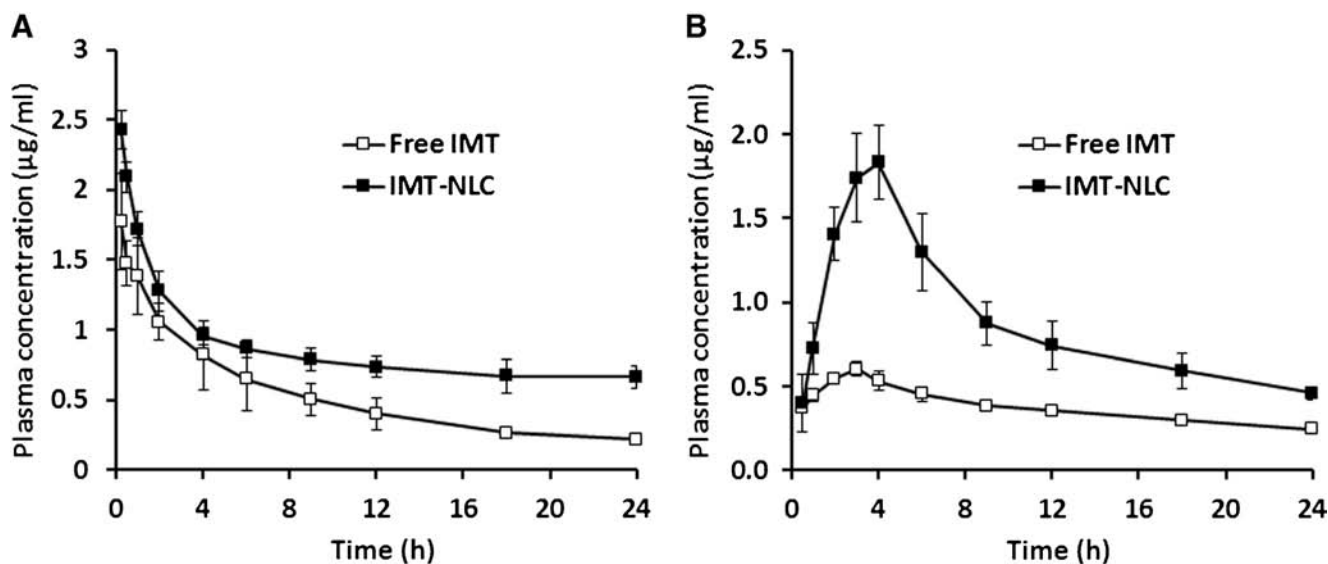 A
Plasma concentration (µg/ml)
3
2.5
2
1.5
1
0.5
0
Free IMT
IMT-NLC
0 4 8 12 16 20 24
Time (h)
B
Plasma concentration (µg/ml)
2.5
2.0
1.5
1.0
0.5
0.0
Free IMT
IMT-NLC
0 4 8 12 16 20 24
Time (h)